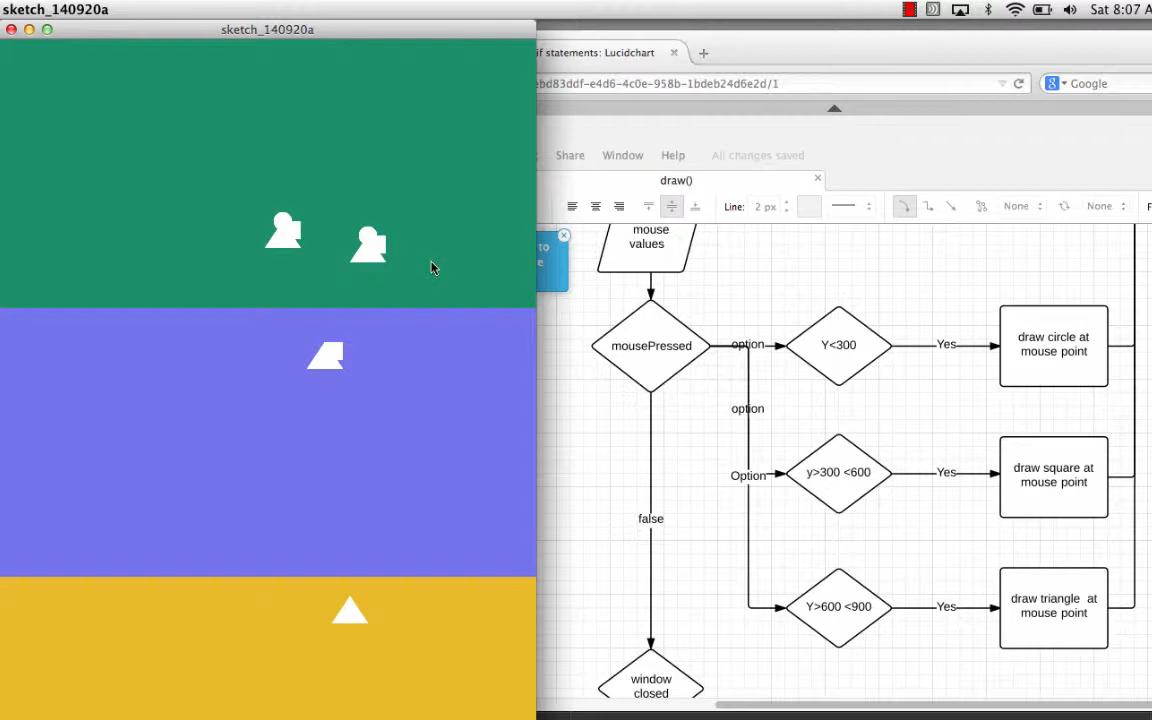 sketch_140920a
Sat 8:07 A
sketch_140920a
if statements: Lucidchart
ebd83ddf-e4d6-4c0e-958b-1bdeb24d6e2d/1
Google
Share Window Help All changes saved
draw()
Line: 2 px None None F
to
e
mouse
values
mousePressed
option
Y<300
Yes
draw circle at
mouse point
option
Option
y>300 <600
Yes
draw square at
mouse point
false
Y>600 <900
Yes
draw triangle at
mouse point
window
closed